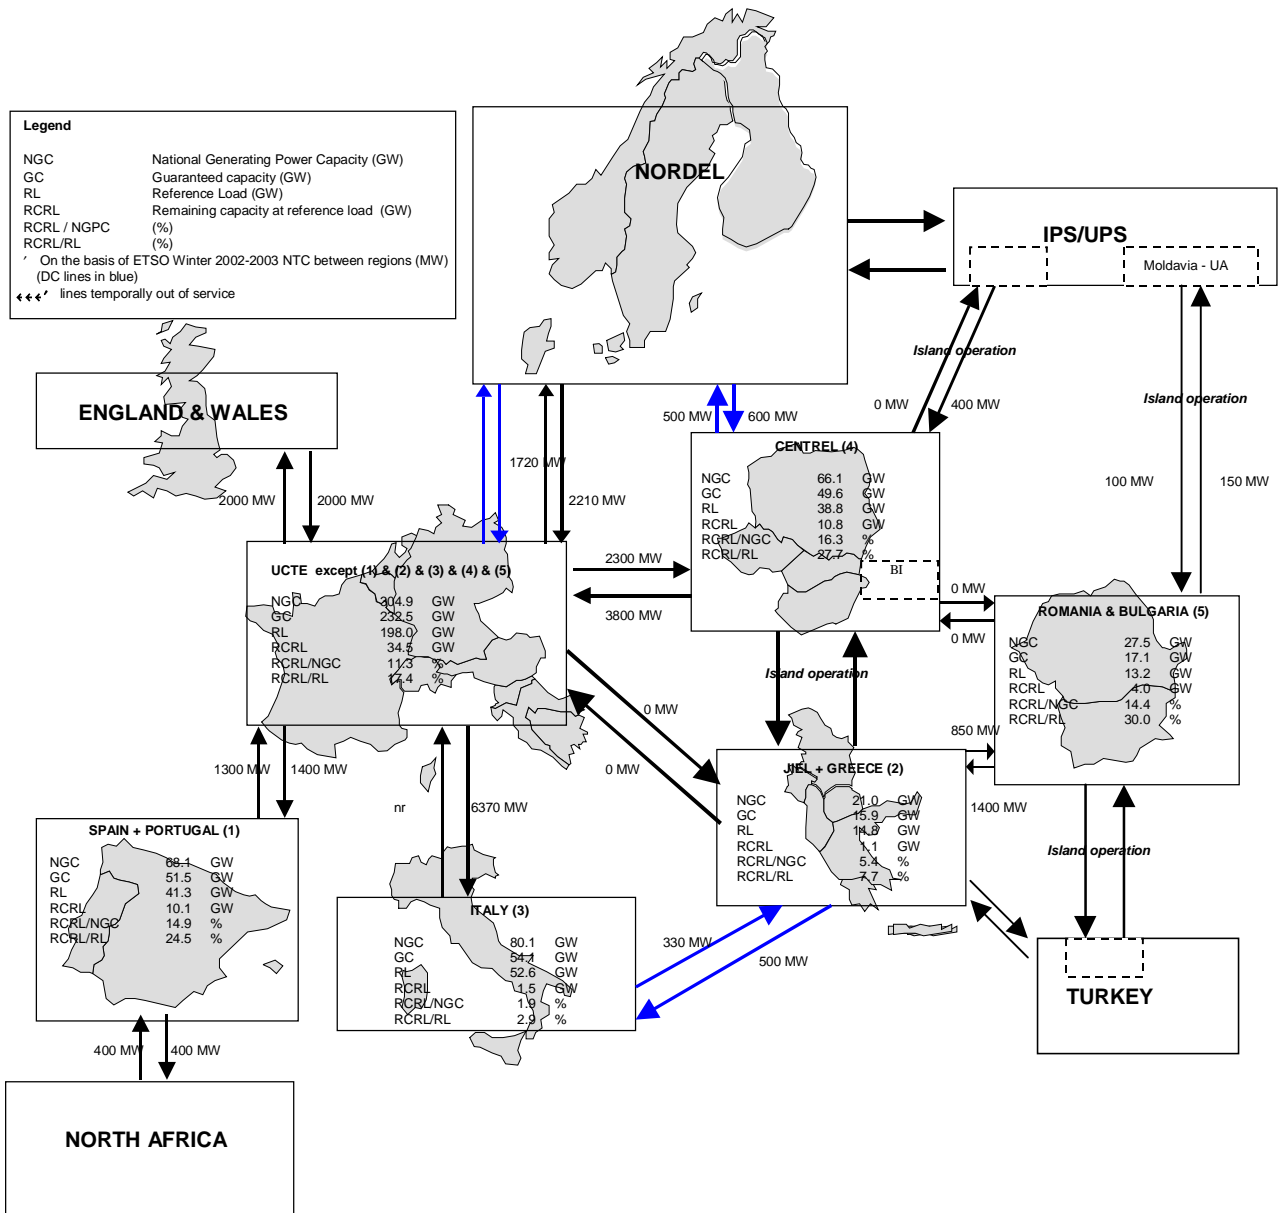 NORDEL
Legend
NGC National Generating Power Capacity (GW)
GC Guaranteed capacity (GW)
RL Reference Load (GW)
RCRL Remaining capacity at reference load (GW)
RCRL / NGPC (%)
RCRL/RL (%)
′ On the basis of ETSO Winter 2002-2003 NTC between regions (MW)
(DC lines in blue)
lines temporally out of service
IPS/UPS
Moldavia - UA
Island operation
Island operation
ENGLAND & WALES
500 MW 600 MW
0 MW 400 MW
2000 MW 2000 MW
1720 MW
2210 MW
100 MW 150 MW
CENTREL (4)
NGC 66.1 GW
GC 49.6 GW
RL 38.8 GW
RCRL 10.8 GW
RCRL/NGC 16.3 %
RCRL/RL 27.7 %
BI
UCTE except (1) & (2) & (3) & (4) & (5)
NGC 304.9 GW
GC 232.5 GW
RL 198.0 GW
RCRL 34.5 GW
RCRL/NGC 11.3 %
RCRL/RL 17.4 %
2300 MW
3800 MW
0 MW
0 MW
ROMANIA & BULGARIA (5)
NGC 27.5 GW
GC 17.1 GW
RL 13.2 GW
RCRL 4.0 GW
RCRL/NGC 14.4 %
RCRL/RL 30.0 %
Island operation
0 MW
0 MW
850 MW
1400 MW
1300 MW 1400 MW
nr 6370 MW
JIEL + GREECE (2)
NGC 21.0 GW
GC 15.9 GW
RL 14.8 GW
RCRL 1.1 GW
RCRL/NGC 5.4 %
RCRL/RL 7.7 %
Island operation
SPAIN + PORTUGAL (1)
NGC 68.1 GW
GC 51.5 GW
RL 41.3 GW
RCRL 10.1 GW
RCRL/NGC 14.9 %
RCRL/RL 24.5 %
ITALY (3)
NGC 80.1 GW
GC 54.1 GW
RL 52.6 GW
RCRL 1.5 GW
RCRL/NGC 1.9 %
RCRL/RL 2.9 %
330 MW
500 MW
TURKEY
400 MW 400 MW
NORTH AFRICA